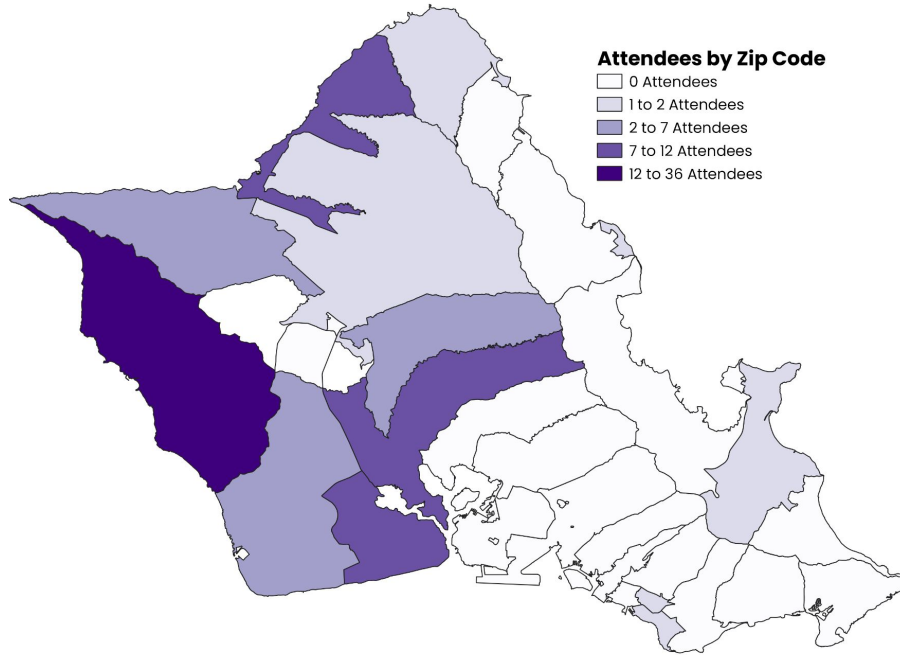 Attendees by Zip Code
0 Attendees
1 to 2 Attendees
2 to 7 Attendees
7 to 12 Attendees
12 to 36 Attendees